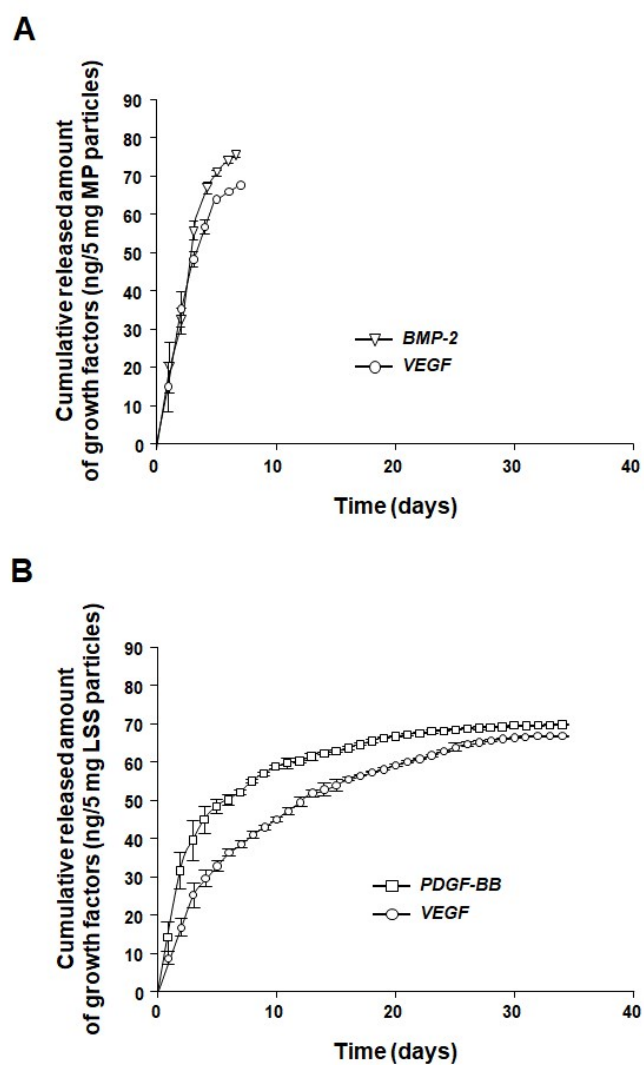 A
Cumulative released amount
of growth factors (ng/5 mg MP particles)
90
80
70
60
50
40
30
20
10
0
BMP-2
VEGF
0 10 20 30 40
Time (days)
B
Cumulative released amount
of growth factors (ng/5 mg LSS particles)
90
80
70
60
50
40
30
20
10
0
PDGF-BB
VEGF
0 10 20 30 40
Time (days)